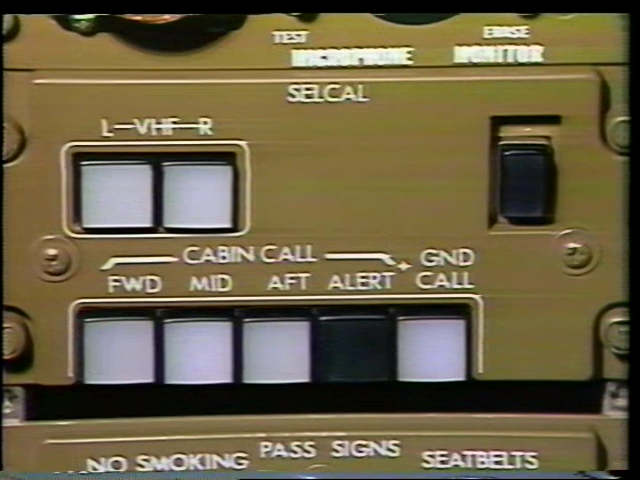 TEST ERASE
MICROPHONE MONITOR
SELCAL
L-VHF-R
CABIN CALL GND
FWD MID AFT ALERT CALL
PASS SIGNS
NO SMOKING SEATBELTS